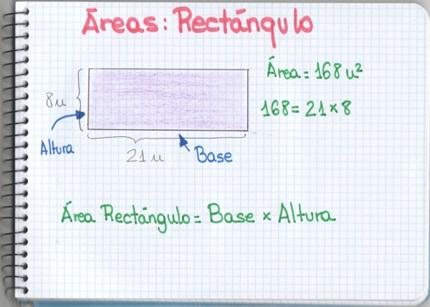 Áreas: Rectángulo
Área = 168 u²
8u
168 = 21 × 8
Altura
21 u
Base
Área Rectángulo = Base × Altura